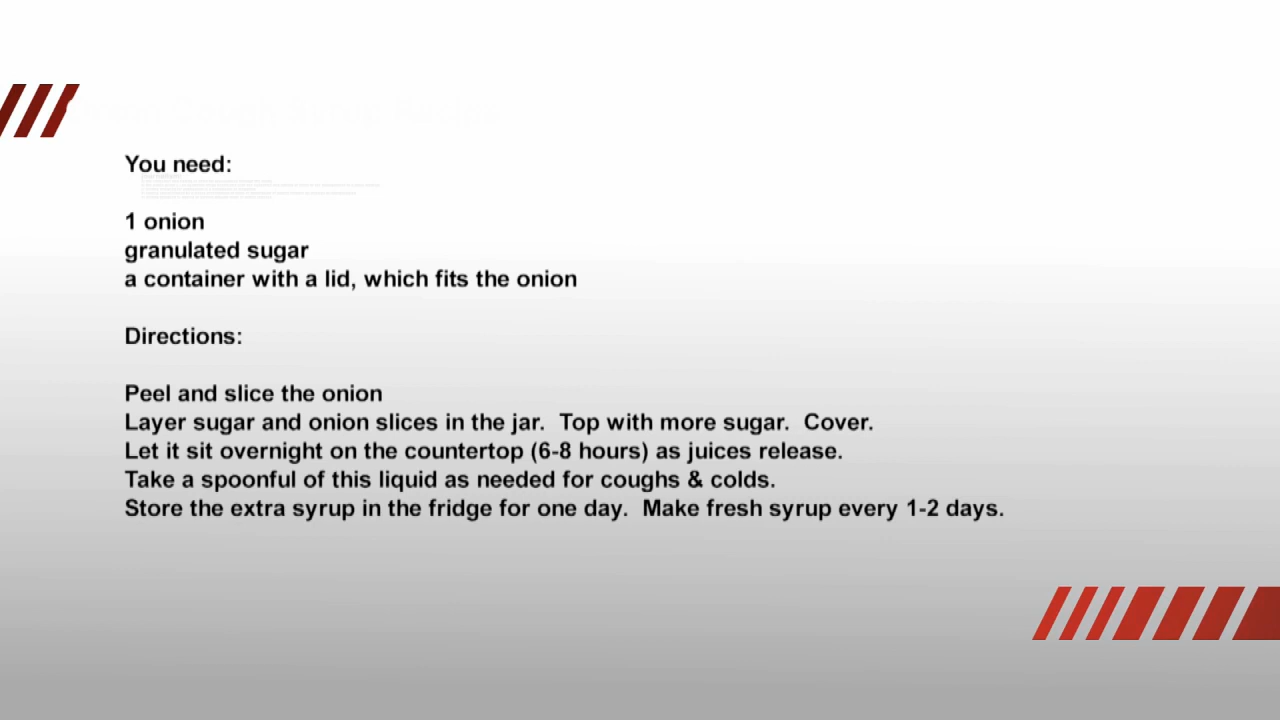 You need:
1 onion
granulated sugar
a container with a lid, which fits the onion
Directions:
Peel and slice the onion
Layer sugar and onion slices in the jar.  Top with more sugar.  Cover.
Let it sit overnight on the countertop (6-8 hours) as juices release.
Take a spoonful of this liquid as needed for coughs & colds.
Store the extra syrup in the fridge for one day.  Make fresh syrup every 1-2 days.